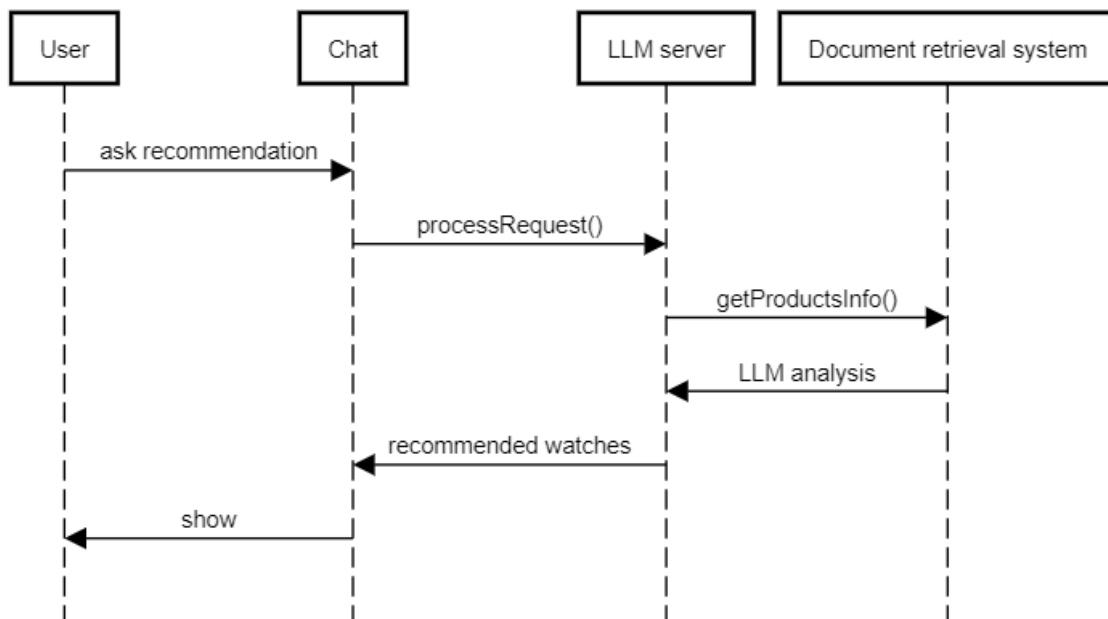 User
Chat
LLM server
Document retrieval system
ask recommendation
processRequest()
getProductsInfo()
LLM analysis
recommended watches
show